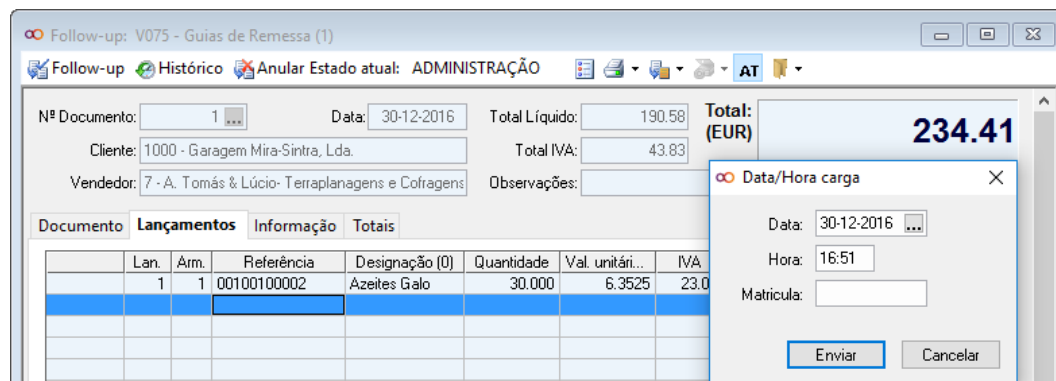 Follow-up: V075 - Guias de Remessa (1)
Follow-up Histórico Anular Estado atual: ADMINISTRAÇÃO AT
Nº Documento: 1 ... Data: 30-12-2016 Total Líquido: 190.58 Total: (EUR) 234.41
Cliente: 1000 - Garagem Mira-Sintra, Lda. Total IVA: 43.83
Vendedor: 7 - A. Tomás & Lúcio- Terraplanagens e Cofragens Observações:
Data/Hora carga
Data: 30-12-2016 ...
Hora: 16:51
Matricula:
Enviar Cancelar
Documento Lançamentos Informação Totais
Lan. Arm. Referência Designação (0) Quantidade Val. unitári... IVA
1 1 00100100002 Azeites Galo 30.000 6.3525 23.0